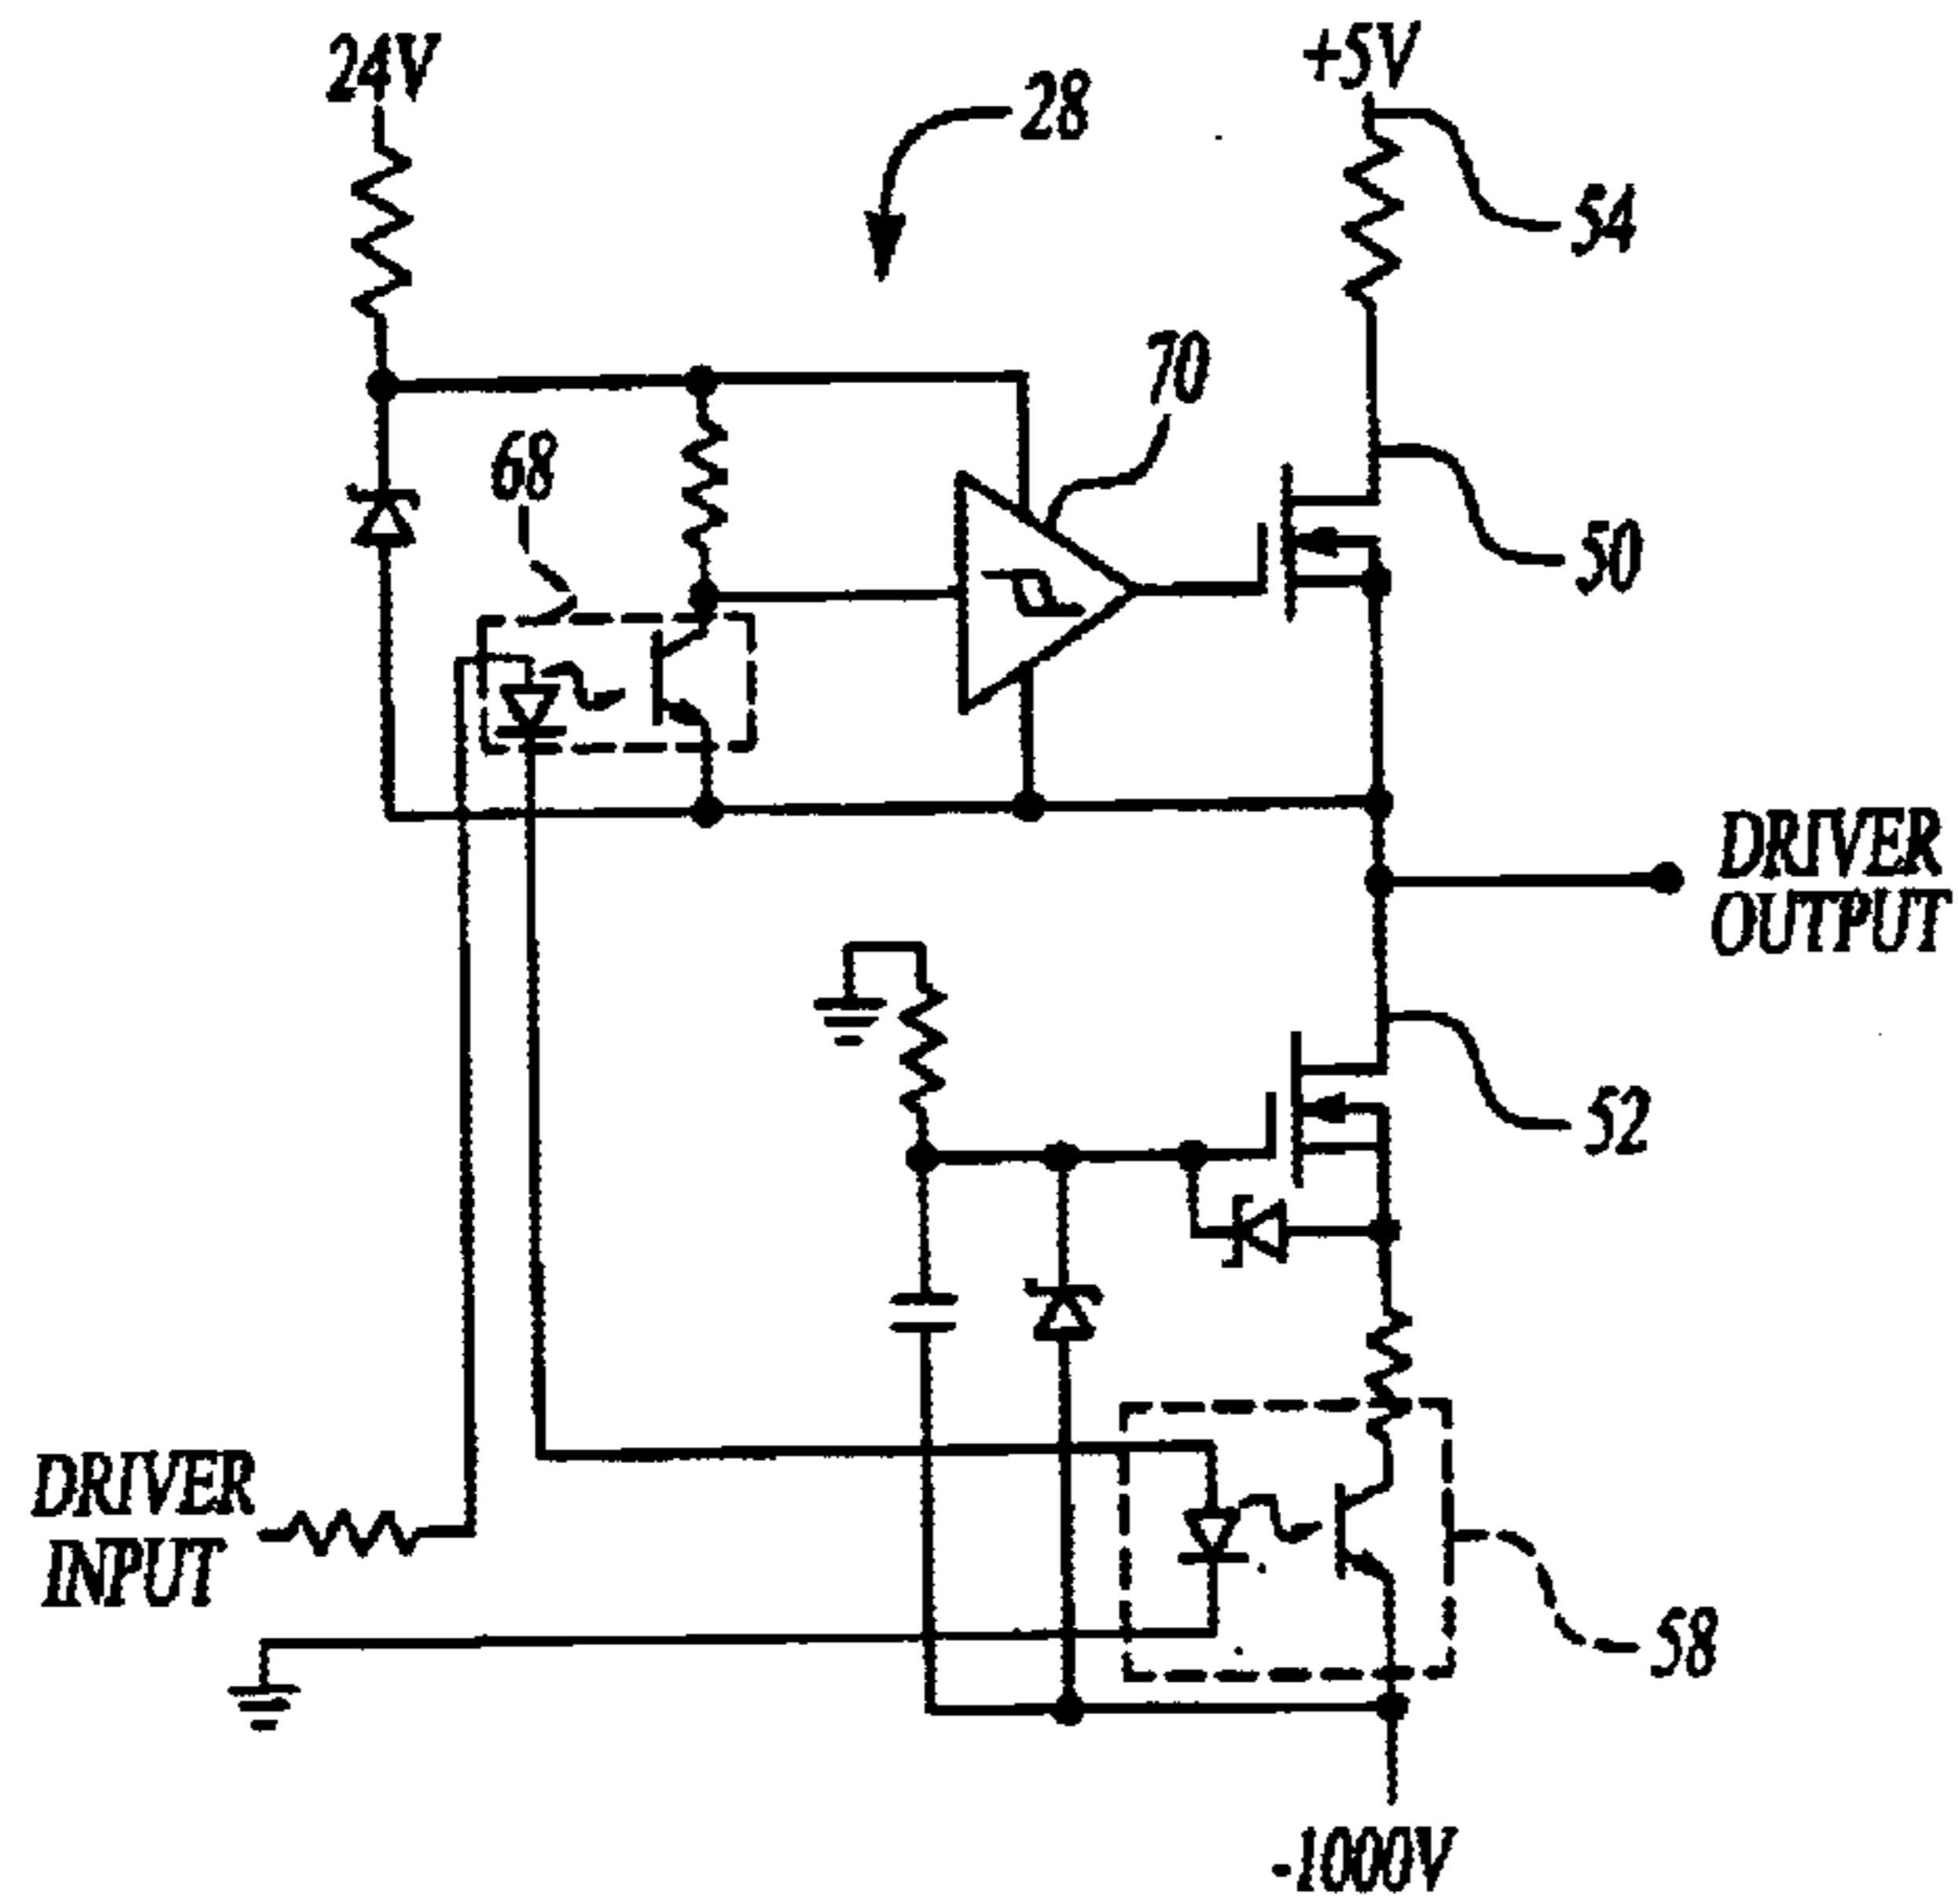 24V
+5V
28
54
70
68
50
DRIVER
OUTPUT
52
DRIVER
INPUT
58
-1000V